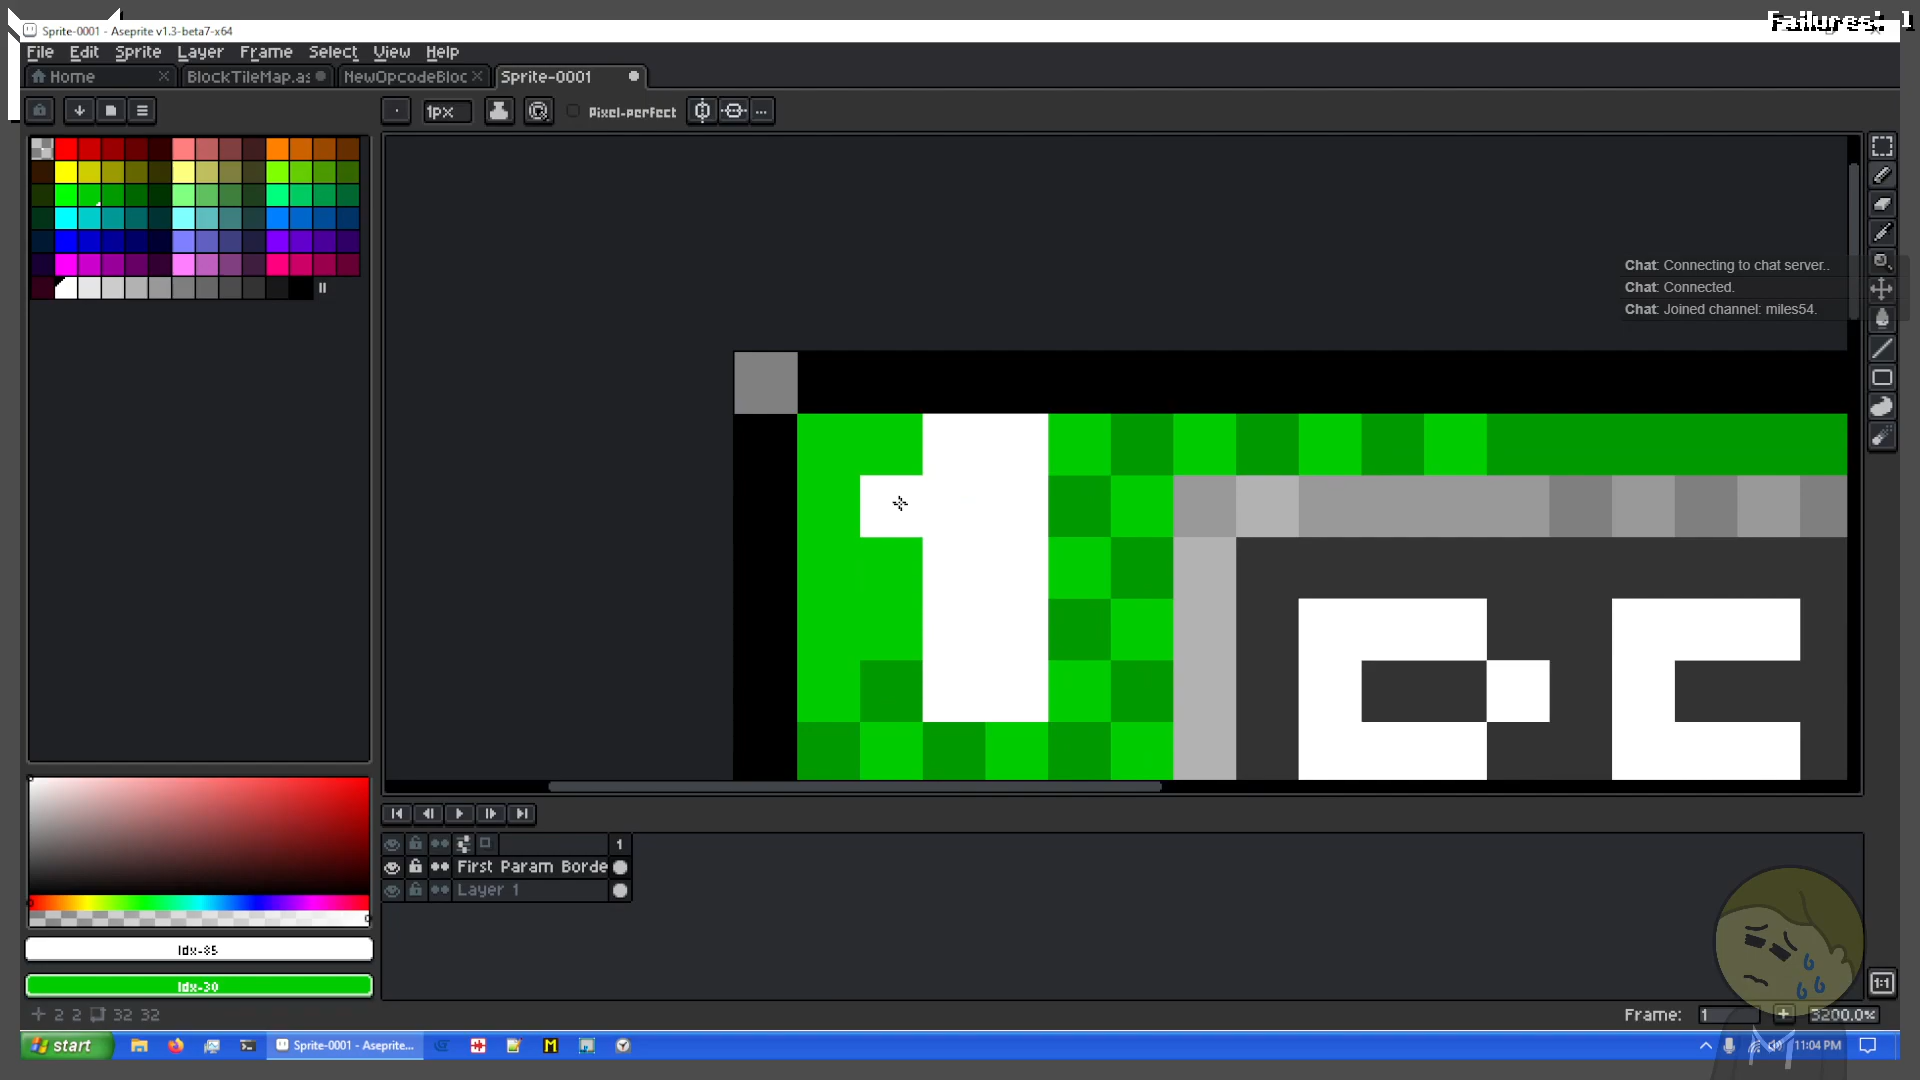 Failures: 1
Sprite-0001 - Aseprite v1.3-beta7-x64
File Edit Sprite Layer Frame Select View Help
Home BlockTileMap.as NewOpcodeBloc Sprite-0001
1px Pixel-perfect ...
Chat: Connecting to chat server..
Chat: Connected.
Chat: Joined channel: miles54.
1
First Param Borde
Layer 1
Idx-85
Idx-30
2 2 32 32
Frame: 1 3200.0%
1:1
start Sprite-0001 - Aseprite... 11:04 PM